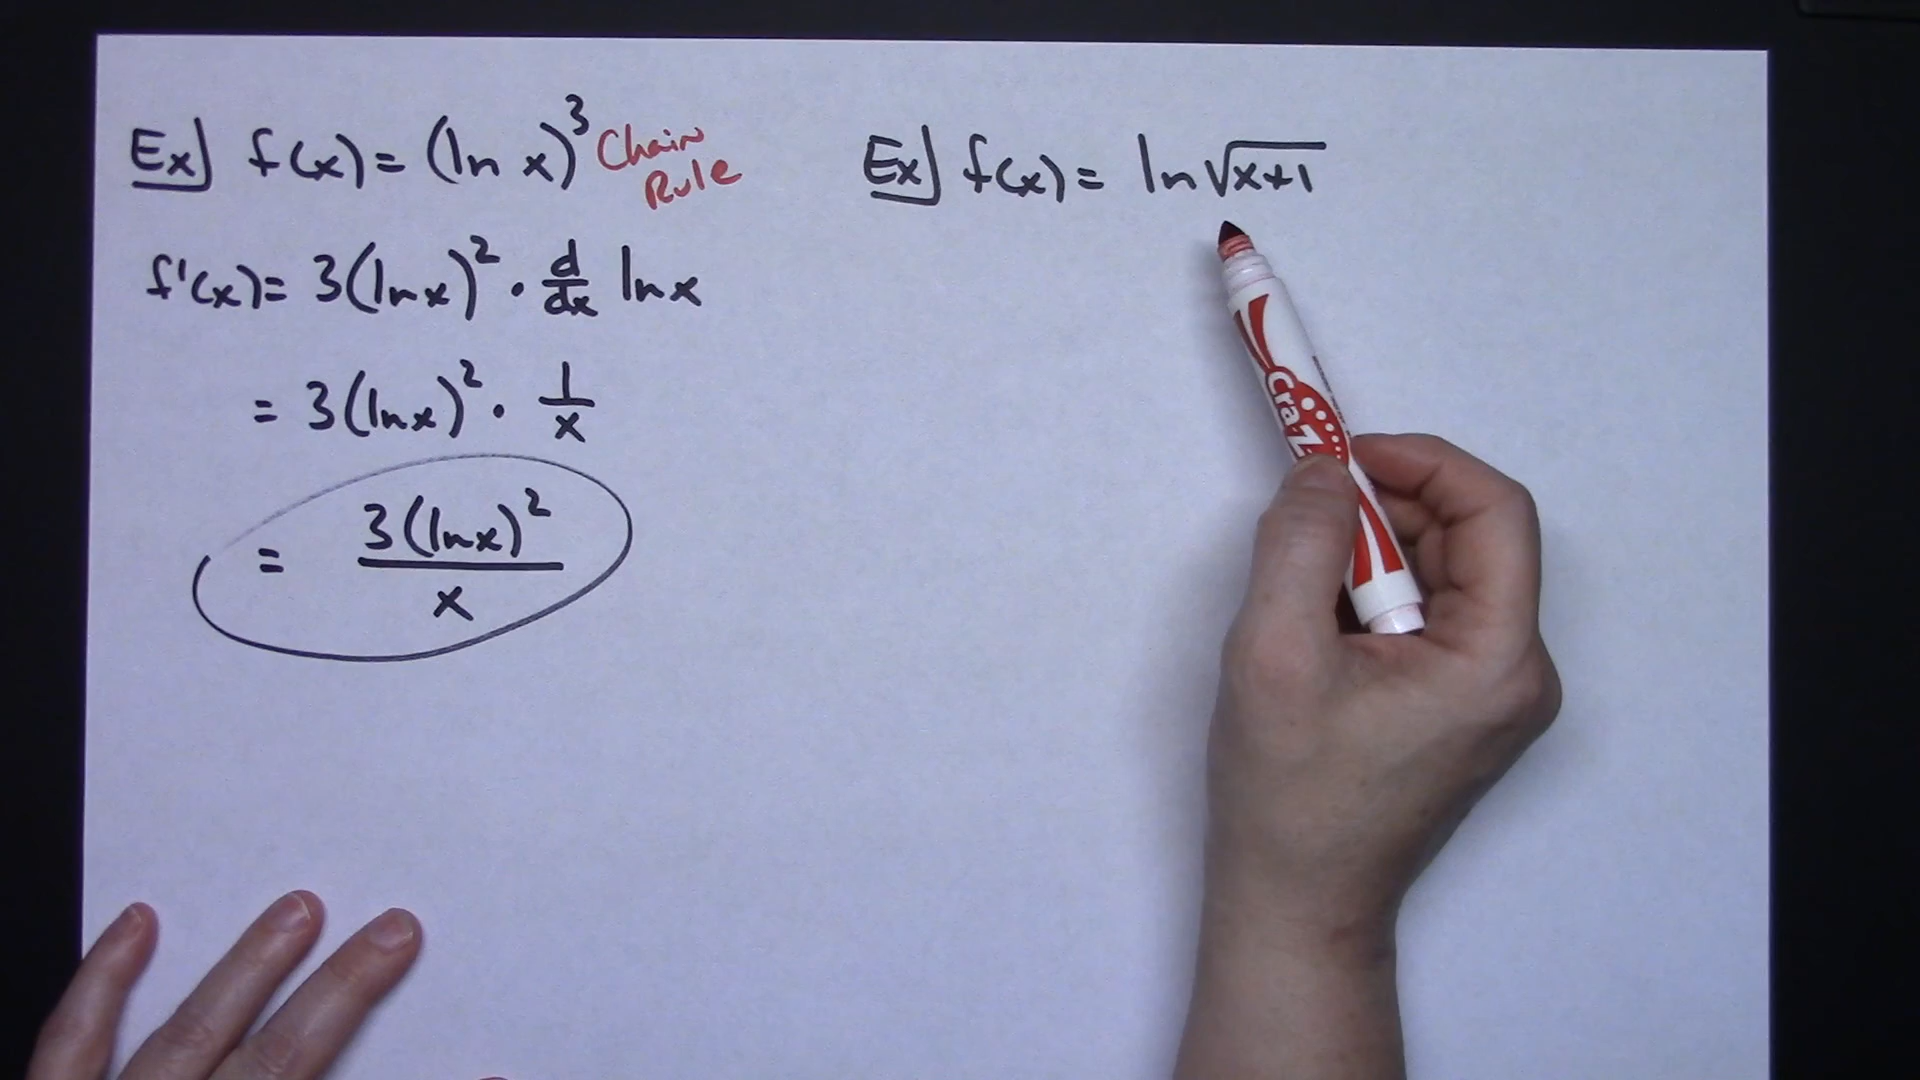 Ex] f(x) = (ln x)³ Chain Rule
f'(x) = 3(ln x)² · d/dx ln x
= 3(ln x)² · 1/x
= 3(ln x)² / x
Ex] f(x) = ln √x+1
Cra Z